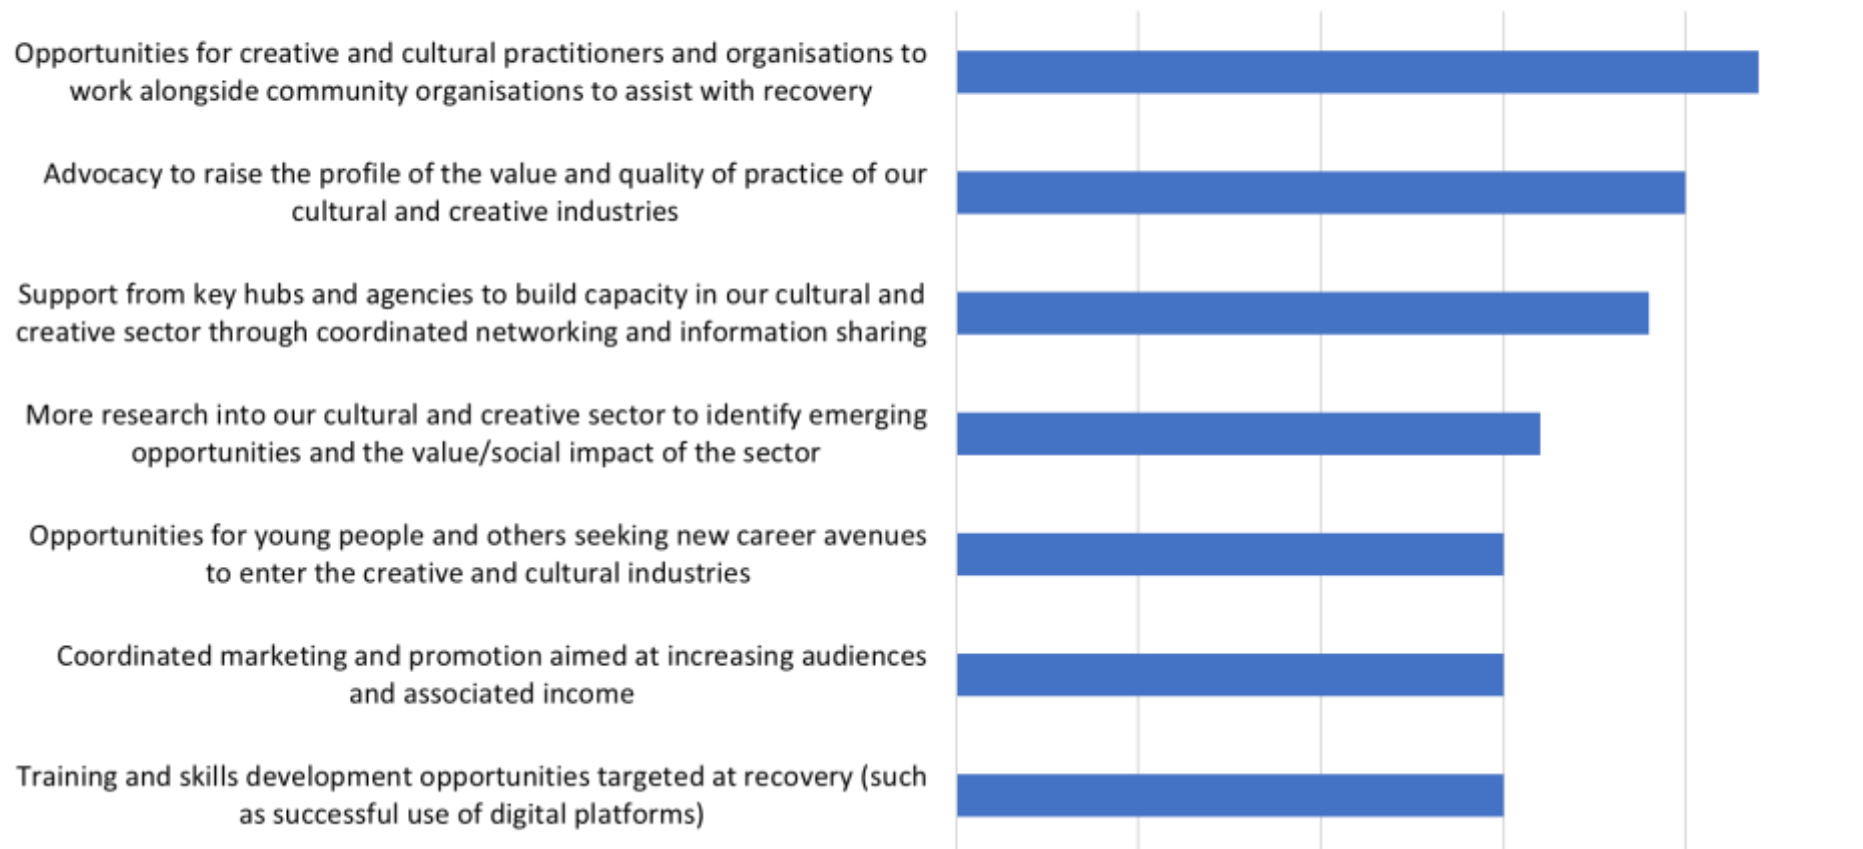 Opportunities for creative and cultural practitioners and organisations to
work alongside community organisations to assist with recovery
Advocacy to raise the profile of the value and quality of practice of our
cultural and creative industries
Support from key hubs and agencies to build capacity in our cultural and
creative sector through coordinated networking and information sharing
More research into our cultural and creative sector to identify emerging
opportunities and the value/social impact of the sector
Opportunities for young people and others seeking new career avenues
to enter the creative and cultural industries
Coordinated marketing and promotion aimed at increasing audiences
and associated income
Training and skills development opportunities targeted at recovery (such
as successful use of digital platforms)